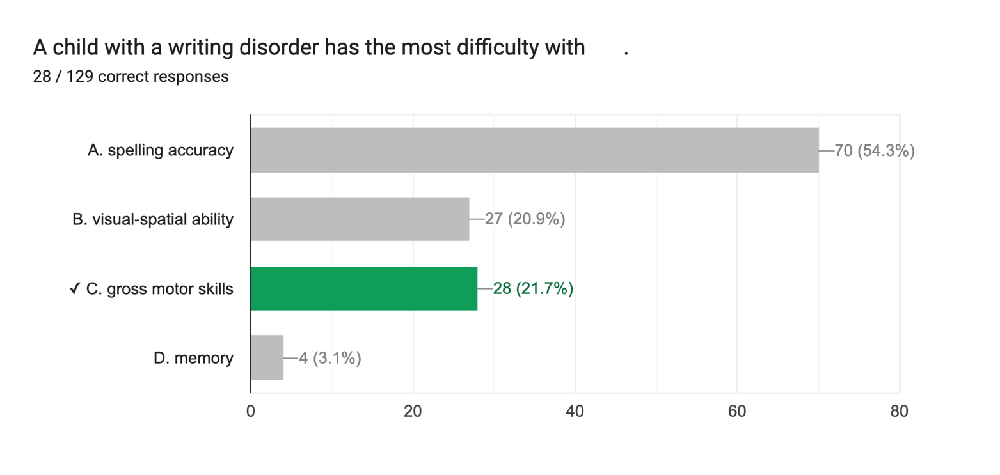 A child with a writing disorder has the most difficulty with      .
28 / 129 correct responses
A. spelling accuracy
70 (54.3%)
B. visual-spatial ability
27 (20.9%)
✓ C. gross motor skills
28 (21.7%)
D. memory
4 (3.1%)
0 20 40 60 80